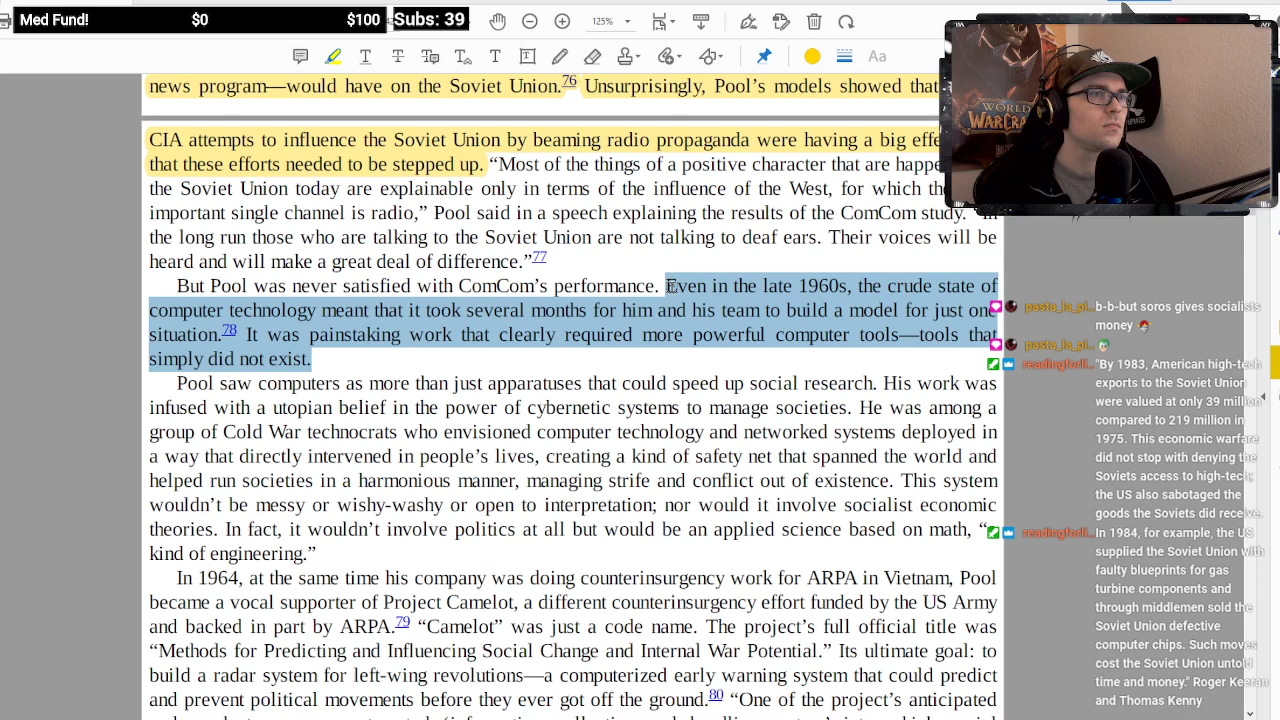 Med Fund! $0 $100 Subs: 39
125%
Aa
news program—would have on the Soviet Union.76 Unsurprisingly, Pool's models showed that
CIA attempts to influence the Soviet Union by beaming radio propaganda were having a big effe
that these efforts needed to be stepped up. “Most of the things of a positive character that are happe
the Soviet Union today are explainable only in terms of the influence of the West, for which the
important single channel is radio,” Pool said in a speech explaining the results of the ComCom study. “In
the long run those who are talking to the Soviet Union are not talking to deaf ears. Their voices will be
heard and will make a great deal of difference.”77
But Pool was never satisfied with ComCom’s performance. Even in the late 1960s, the crude state of
computer technology meant that it took several months for him and his team to build a model for just one
situation.78 It was painstaking work that clearly required more powerful computer tools—tools that
simply did not exist.
Pool saw computers as more than just apparatuses that could speed up social research. His work was
infused with a utopian belief in the power of cybernetic systems to manage societies. He was among a
group of Cold War technocrats who envisioned computer technology and networked systems deployed in
a way that directly intervened in people’s lives, creating a kind of safety net that spanned the world and
helped run societies in a harmonious manner, managing strife and conflict out of existence. This system
wouldn’t be messy or wishy-washy or open to interpretation; nor would it involve socialist economic
theories. In fact, it wouldn’t involve politics at all but would be an applied science based on math, “
kind of engineering.”
In 1964, at the same time his company was doing counterinsurgency work for ARPA in Vietnam, Pool
became a vocal supporter of Project Camelot, a different counterinsurgency effort funded by the US Army
and backed in part by ARPA.79 “Camelot” was just a code name. The project’s full official title was
“Methods for Predicting and Influencing Social Change and Internal War Potential.” Its ultimate goal: to
build a radar system for left-wing revolutions—a computerized early warning system that could predict
and prevent political movements before they ever got off the ground.80 “One of the project’s anticipated
WORLD
WARCRAFT
pasta_la_pi.. b-b-but soros gives socialists
money
pasta_la_pi..
readingforli.. "By 1983, American high-tech
exports to the Soviet Union
were valued at only 39 million
compared to 219 million in
1975. This economic warfare
did not stop with denying the
Soviets access to high-tech;
the US also sabotaged the
goods the Soviets did receive.
readingforli.. In 1984, for example, the US
supplied the Soviet Union with
faulty blueprints for gas
turbine components and
through middlemen sold the
Soviet Union defective
computer chips. Such moves
cost the Soviet Union untold
time and money." Roger Keeran
and Thomas Kenny